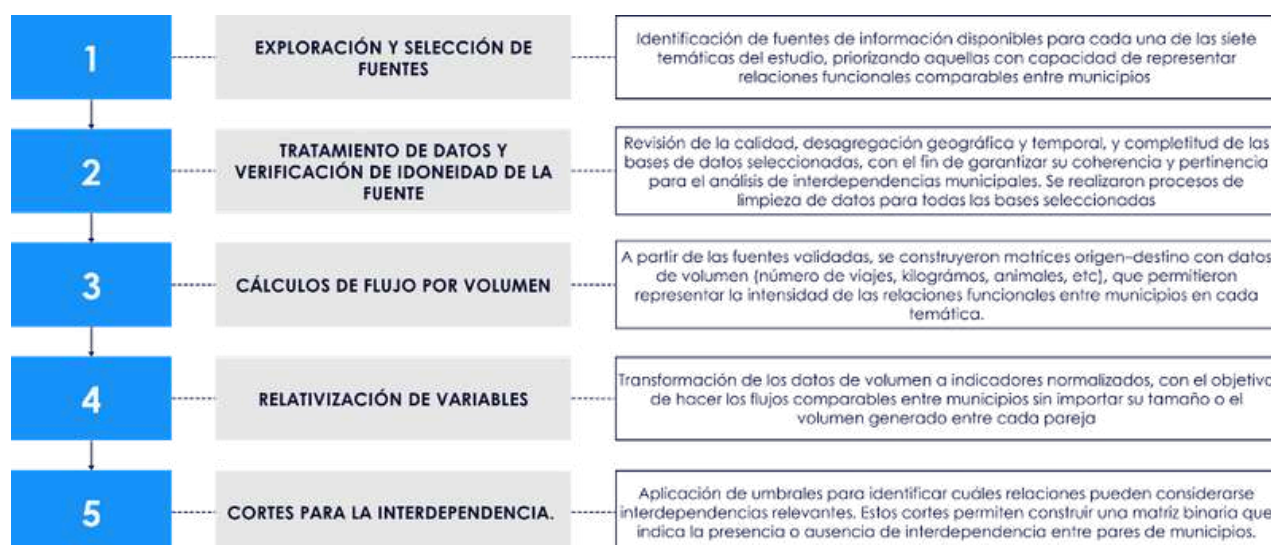 1
EXPLORACIÓN Y SELECCIÓN DE
FUENTES
Identificación de fuentes de información disponibles para cada una de las siete
temáticas del estudio, priorizando aquellas con capacidad de representar
relaciones funcionales comparables entre municipios
2
TRATAMIENTO DE DATOS Y
VERIFICACIÓN DE IDONEIDAD DE LA
FUENTE
Revisión de la calidad, desagregación geográfica y temporal, y completitud de las
bases de datos seleccionadas, con el fin de garantizar su coherencia y pertinencia
para el análisis de interdependencias municipales. Se realizaron procesos de
limpieza de datos para todas las bases seleccionadas
3
CÁLCULOS DE FLUJO POR VOLUMEN
A partir de las fuentes validadas, se construyeron matrices origen–destino con datos
de volumen (número de viajes, kilográmos, animales, etc), que permitieron
representar la intensidad de las relaciones funcionales entre municipios en cada
temática.
4
RELATIVIZACIÓN DE VARIABLES
Transformación de los datos de volumen a indicadores normalizados, con el objetivo
de hacer los flujos comparables entre municipios sin importar su tamaño o el
volumen generado entre cada pareja
5
CORTES PARA LA INTERDEPENDENCIA.
Aplicación de umbrales para identificar cuáles relaciones pueden considerarse
interdependencias relevantes. Estos cortes permiten construir una matriz binaria que
indica la presencia o ausencia de interdependencia entre pares de municipios.